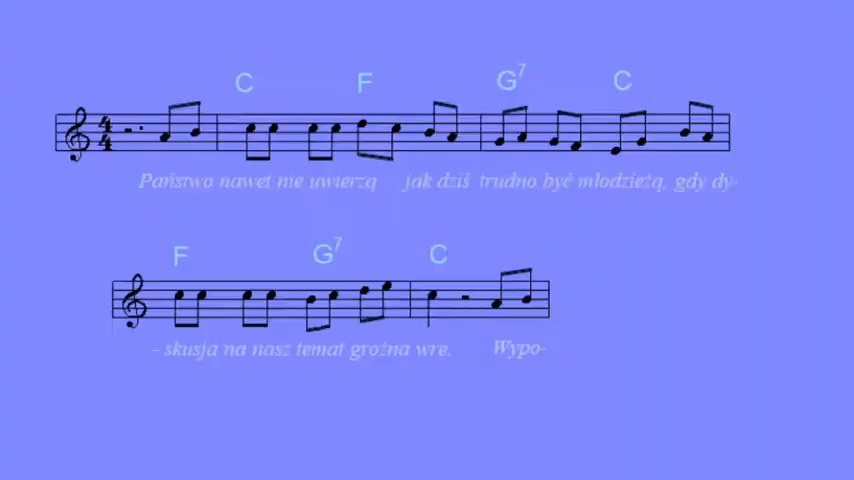 C F G7 C
Państwo nawet nie uwierzą jak dziś trudno być młodzieżą, gdy dy-
F G7 C
- skusja na nasz temat groźna wre. Wypo-